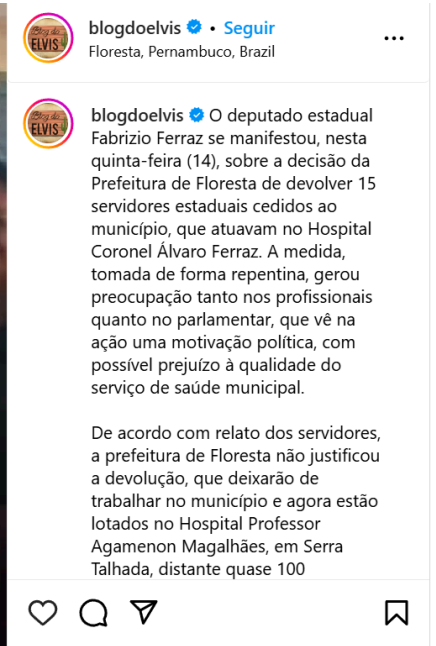 blogdoelvis • Seguir
Floresta, Pernambuco, Brazil
Blog do
ELVIS
blogdoelvis O deputado estadual
Fabrizio Ferraz se manifestou, nesta
quinta-feira (14), sobre a decisão da
Prefeitura de Floresta de devolver 15
servidores estaduais cedidos ao
município, que atuavam no Hospital
Coronel Álvaro Ferraz. A medida,
tomada de forma repentina, gerou
preocupação tanto nos profissionais
quanto no parlamentar, que vê na
ação uma motivação política, com
possível prejuízo à qualidade do
serviço de saúde municipal.
De acordo com relato dos servidores,
a prefeitura de Floresta não justificou
a devolução, que deixarão de
trabalhar no município e agora estão
lotados no Hospital Professor
Agamenon Magalhães, em Serra
Talhada, distante quase 100